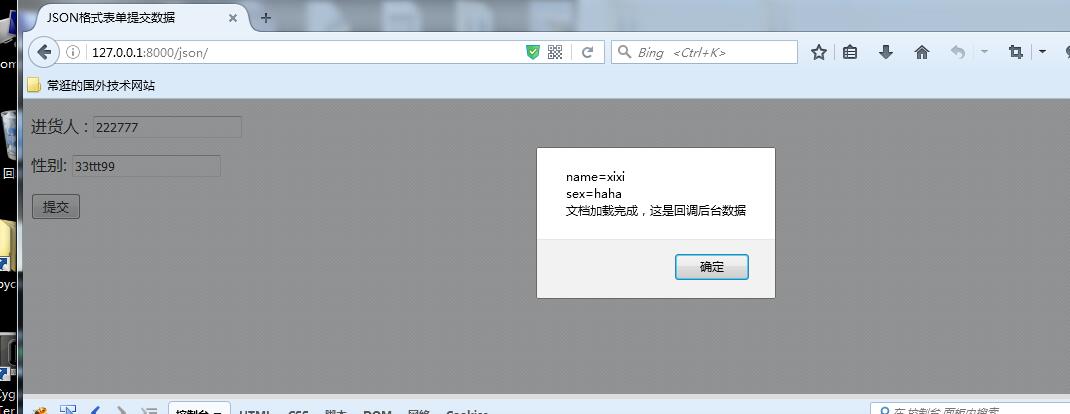 JSON格式表单提交数据
127.0.0.1:8000/json/
Bing <Ctrl+K>
常逛的国外技术网站
进货人：222777
性别: 33ttt99
提交
name=xixi
sex=haha
文档加载完成，这是回调后台数据
确定
回
控制台 HTML CSS 脚本 DOM 网络 Cookies
在 控制台 面板内搜索